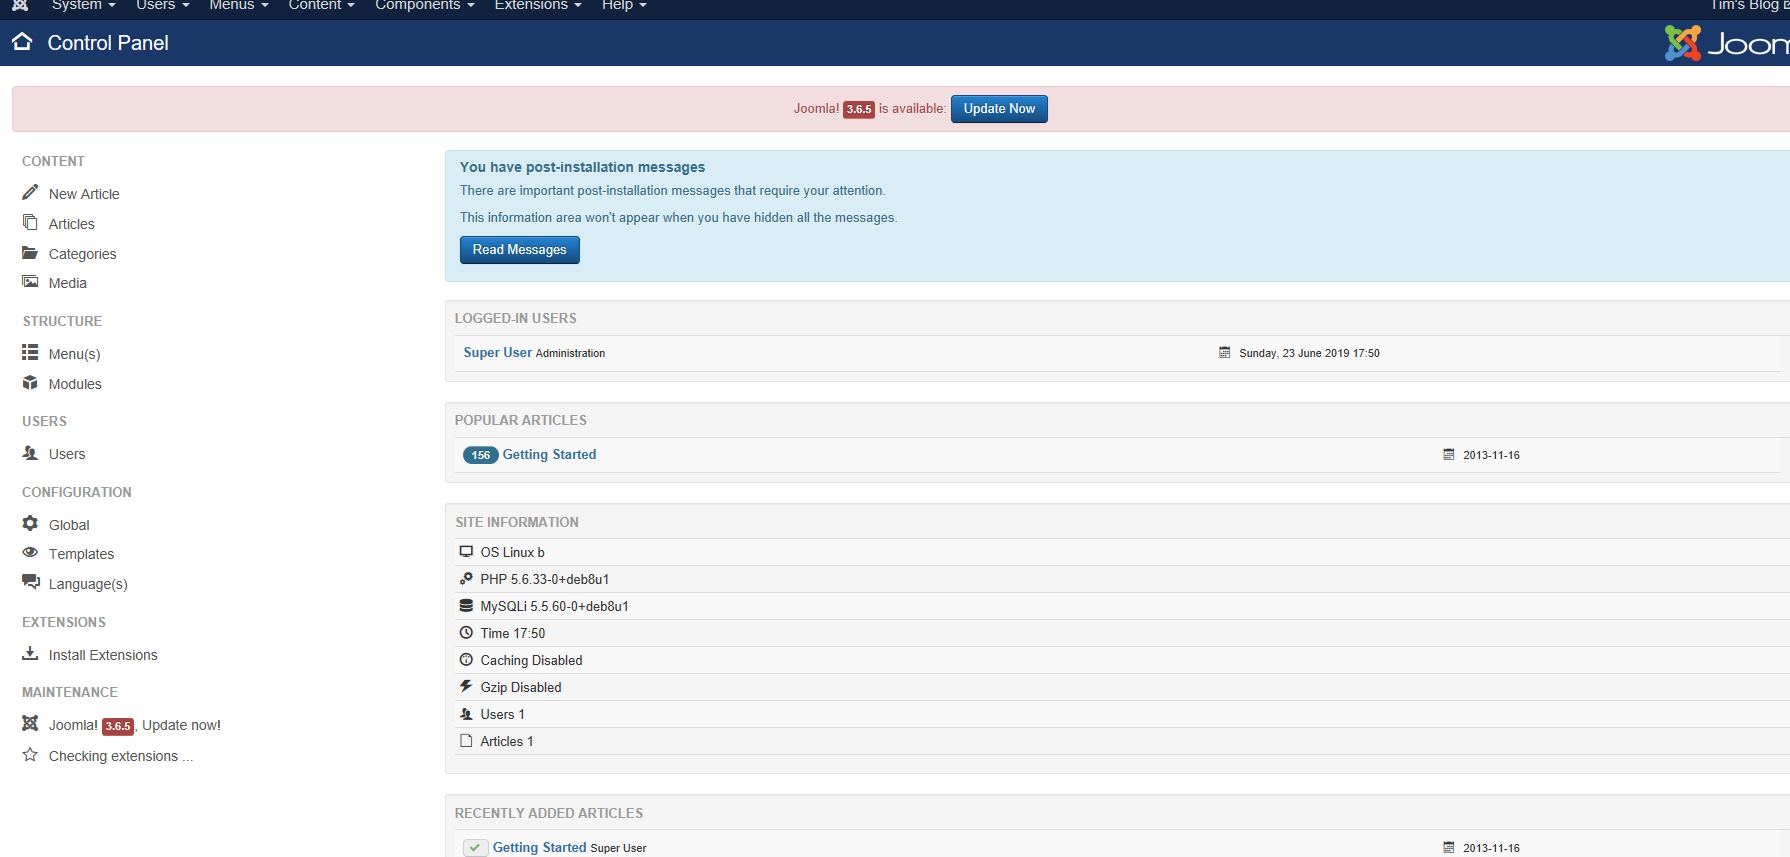 System Users Menus Content Components Extensions Help Tim's Blog
Control Panel
Joomla! 3.6.5 is available: Update Now
CONTENT
New Article
Articles
Categories
Media
STRUCTURE
Menu(s)
Modules
USERS
Users
CONFIGURATION
Global
Templates
Language(s)
EXTENSIONS
Install Extensions
MAINTENANCE
Joomla! 3.6.5, Update now!
Checking extensions ...
You have post-installation messages
There are important post-installation messages that require your attention.
This information area won't appear when you have hidden all the messages.
Read Messages
LOGGED-IN USERS
Super User Administration Sunday, 23 June 2019 17:50
POPULAR ARTICLES
156 Getting Started 2013-11-16
SITE INFORMATION
OS Linux b
PHP 5.6.33-0+deb8u1
MySQLi 5.5.60-0+deb8u1
Time 17:50
Caching Disabled
Gzip Disabled
Users 1
Articles 1
RECENTLY ADDED ARTICLES
Getting Started Super User 2013-11-16